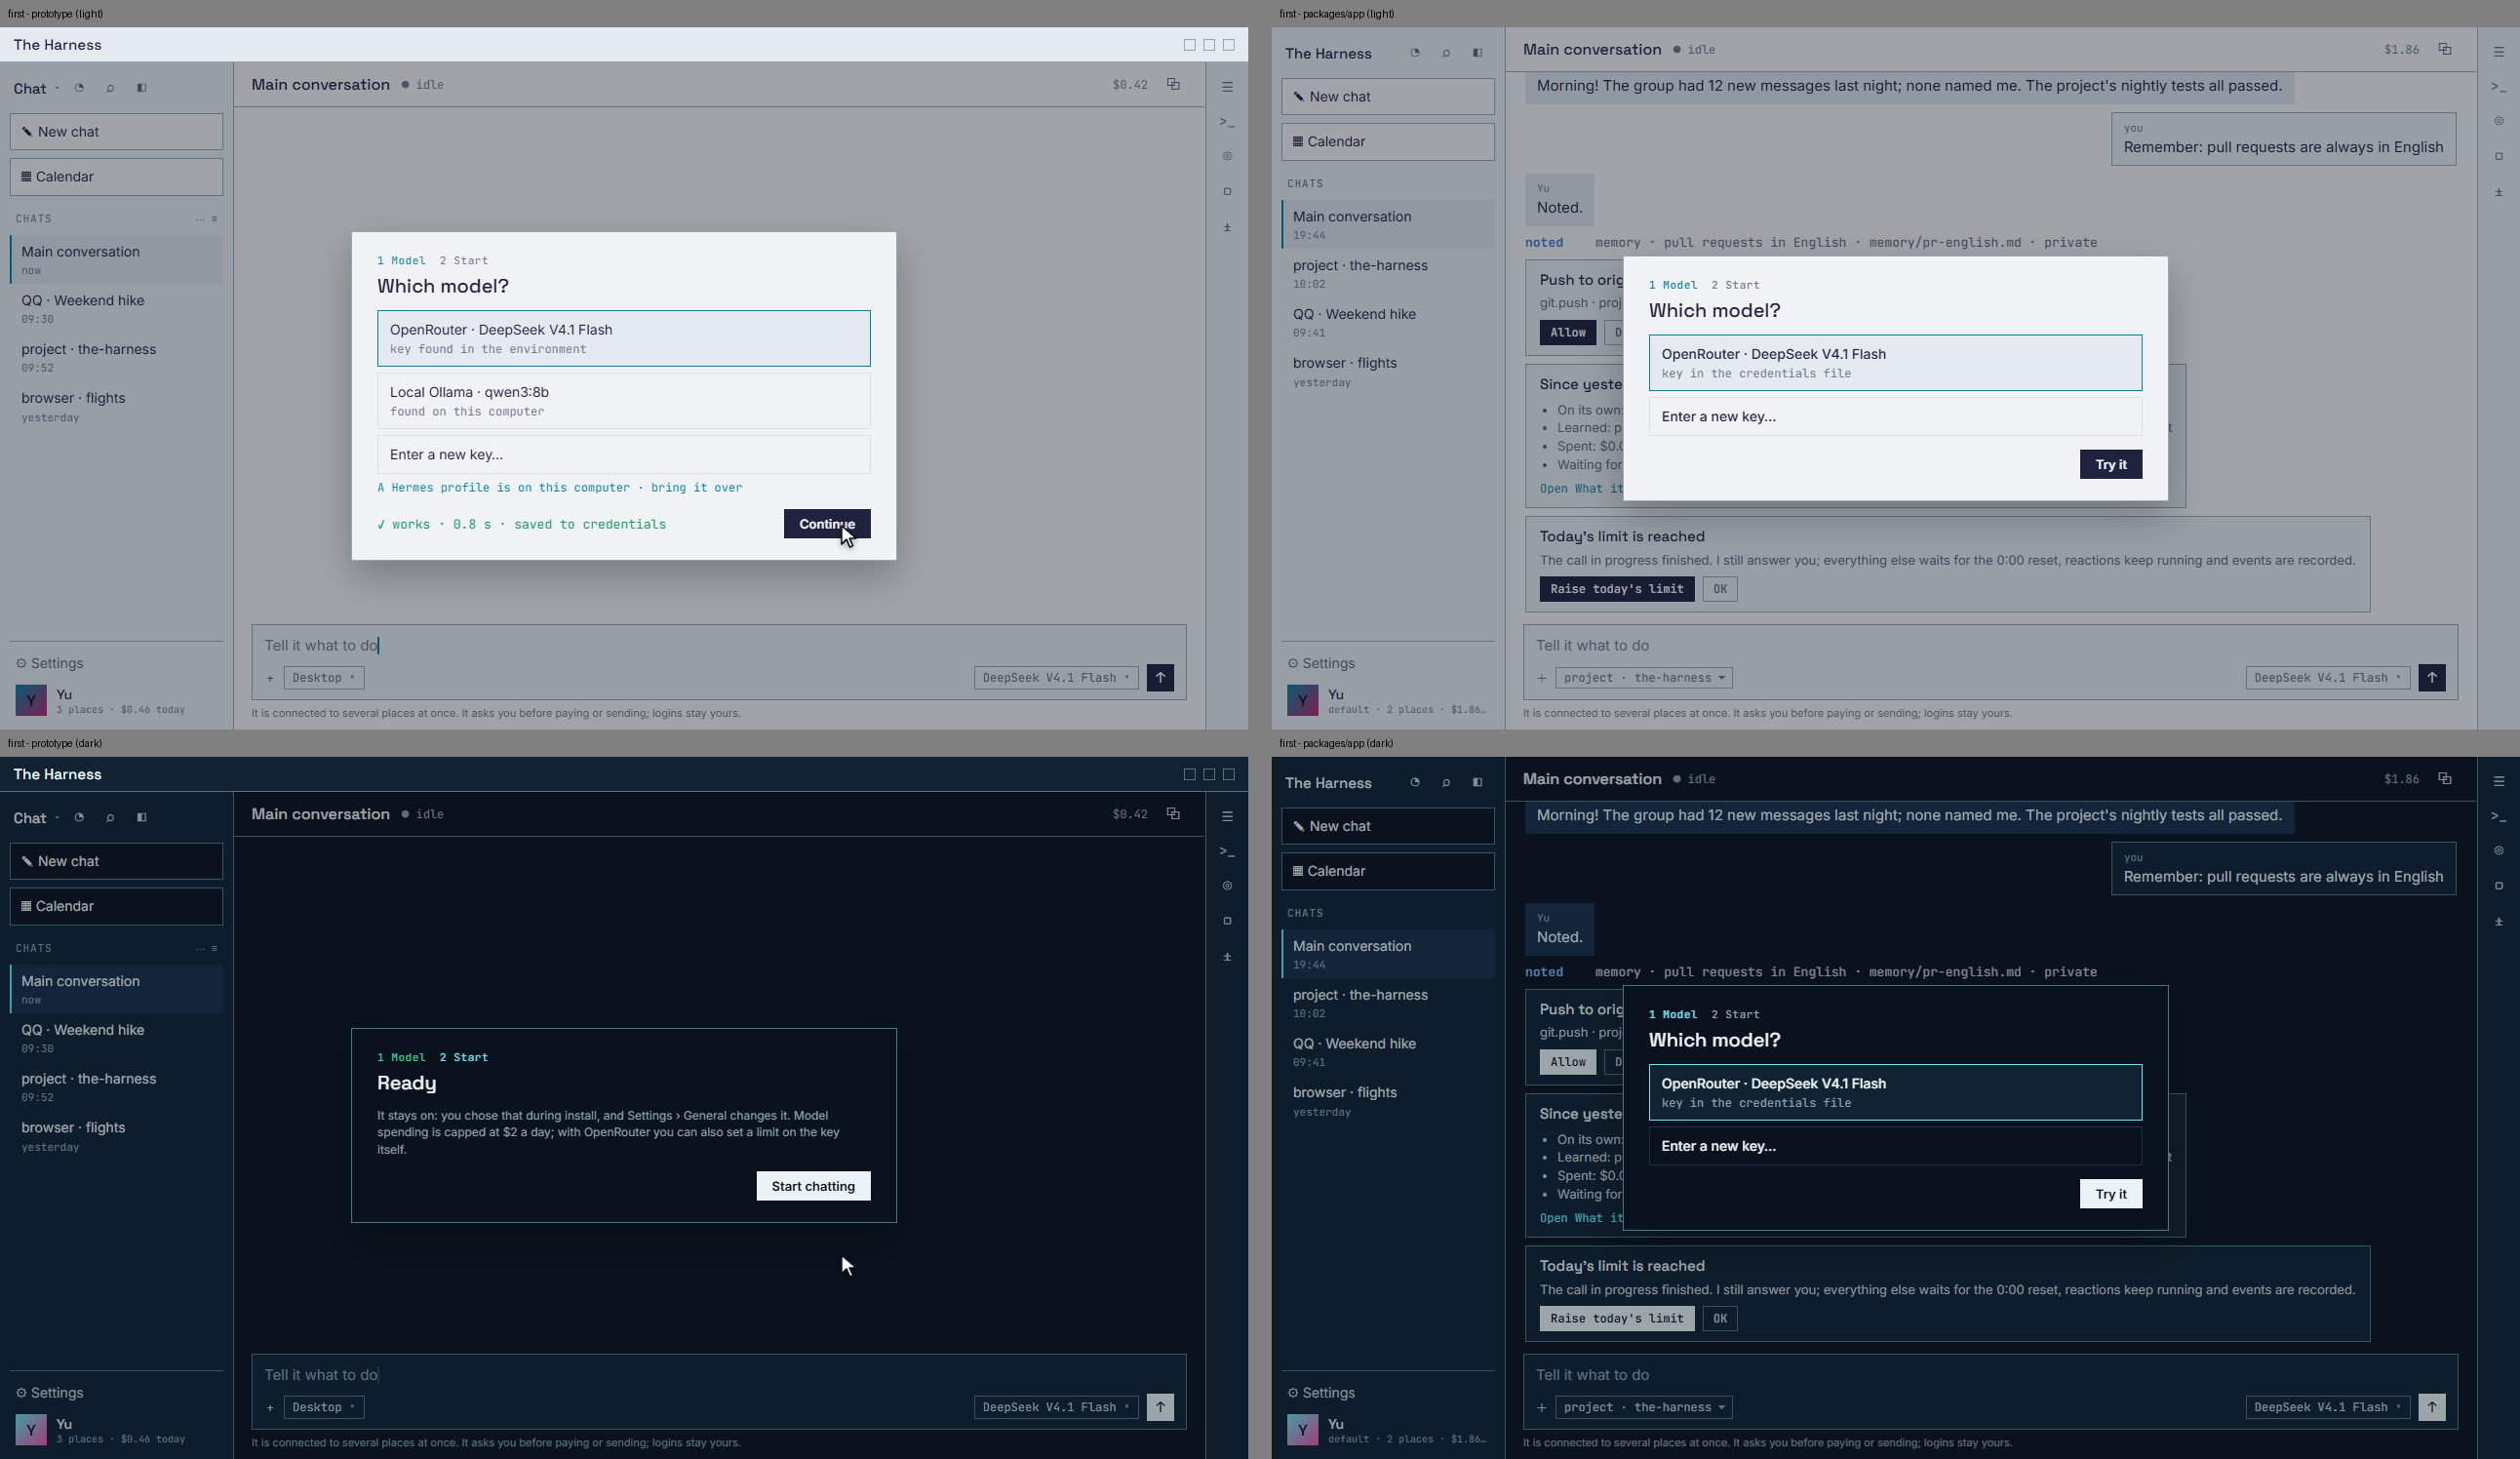 first - prototype (light)
The Harness
Chat
New chat
Calendar
CHATS
Main conversation
now
QQ · Weekend hike
09:30
project · the-harness
09:52
browser · flights
yesterday
Settings
Y
Yu
3 places · $0.46 today
Main conversation
idle
$0.42
>_
1 Model 2 Start
Which model?
OpenRouter · DeepSeek V4.1 Flash
key found in the environment
Local Ollama · qwen3:8b
found on this computer
Enter a new key...
A Hermes profile is on this computer · bring it over
✓ works · 0.8 s · saved to credentials
Continue
Tell it what to do
+ Desktop
DeepSeek V4.1 Flash
It is connected to several places at once. It asks you before paying or sending; logins stay yours.
first - packages/app (light)
The Harness
New chat
Calendar
CHATS
Main conversation
19:44
project · the-harness
10:02
QQ · Weekend hike
09:41
browser · flights
yesterday
Settings
Y
Yu
default · 2 places · $1.86…
Main conversation
idle
$1.86
>_
Morning! The group had 12 new messages last night; none named me. The project's nightly tests all passed.
you
Remember: pull requests are always in English
Yu
Noted.
noted memory · pull requests in English · memory/pr-english.md · private
Push to orig
git.push · proj
Allow D
Since yeste
• On its own:
• Learned: p t
• Spent: $0.0
• Waiting for
Open What it
1 Model 2 Start
Which model?
OpenRouter · DeepSeek V4.1 Flash
key in the credentials file
Enter a new key...
Try it
Today's limit is reached
The call in progress finished. I still answer you; everything else waits for the 0:00 reset, reactions keep running and events are recorded.
Raise today's limit OK
Tell it what to do
+ project · the-harness
DeepSeek V4.1 Flash
It is connected to several places at once. It asks you before paying or sending; logins stay yours.
first - prototype (dark)
The Harness
Chat
New chat
Calendar
CHATS
Main conversation
now
QQ · Weekend hike
09:30
project · the-harness
09:52
browser · flights
yesterday
Settings
Y
Yu
3 places · $0.46 today
Main conversation
idle
$0.42
>_
1 Model 2 Start
Ready
It stays on: you chose that during install, and Settings › General changes it. Model
spending is capped at $2 a day; with OpenRouter you can also set a limit on the key
itself.
Start chatting
Tell it what to do
+ Desktop
DeepSeek V4.1 Flash
It is connected to several places at once. It asks you before paying or sending; logins stay yours.
first - packages/app (dark)
The Harness
New chat
Calendar
CHATS
Main conversation
19:44
project · the-harness
10:02
QQ · Weekend hike
09:41
browser · flights
yesterday
Settings
Y
Yu
default · 2 places · $1.86…
Main conversation
idle
$1.86
>_
Morning! The group had 12 new messages last night; none named me. The project's nightly tests all passed.
you
Remember: pull requests are always in English
Yu
Noted.
noted memory · pull requests in English · memory/pr-english.md · private
Push to orig
git.push · proj
Allow D
Since yeste
• On its own:
• Learned: p t
• Spent: $0.0
• Waiting for
Open What it
1 Model 2 Start
Which model?
OpenRouter · DeepSeek V4.1 Flash
key in the credentials file
Enter a new key...
Try it
Today's limit is reached
The call in progress finished. I still answer you; everything else waits for the 0:00 reset, reactions keep running and events are recorded.
Raise today's limit OK
Tell it what to do
+ project · the-harness
DeepSeek V4.1 Flash
It is connected to several places at once. It asks you before paying or sending; logins stay yours.